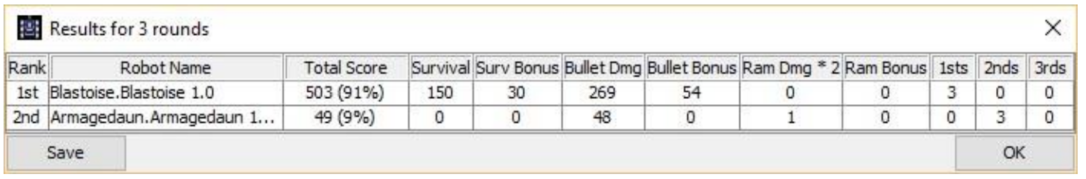 Results for 3 rounds
Rank Robot Name Total Score Survival Surv Bonus Bullet Dmg Bullet Bonus Ram Dmg * 2 Ram Bonus 1sts 2nds 3rds
1st Blastoise.Blastoise 1.0 503 (91%) 150 30 269 54 0 0 3 0 0
2nd Armagedaun.Armagedaun 1... 49 (9%) 0 0 48 0 1 0 0 3 0
Save OK